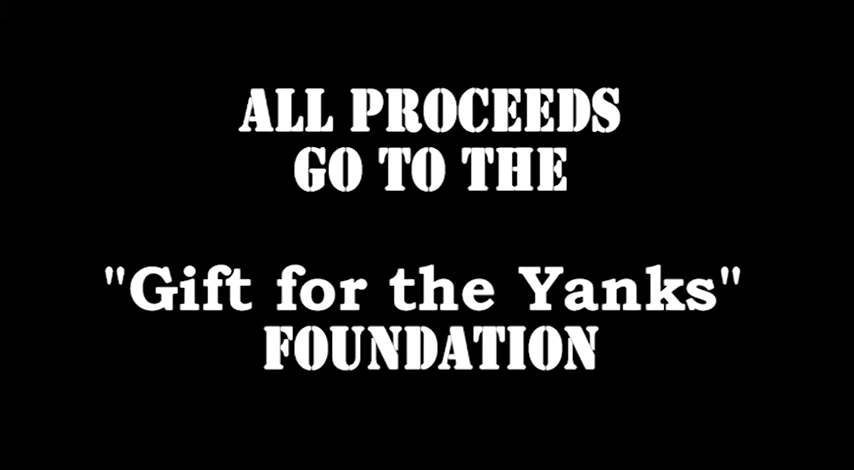 ALL PROCEEDS
GO TO THE
"Gift for the Yanks"
FOUNDATION